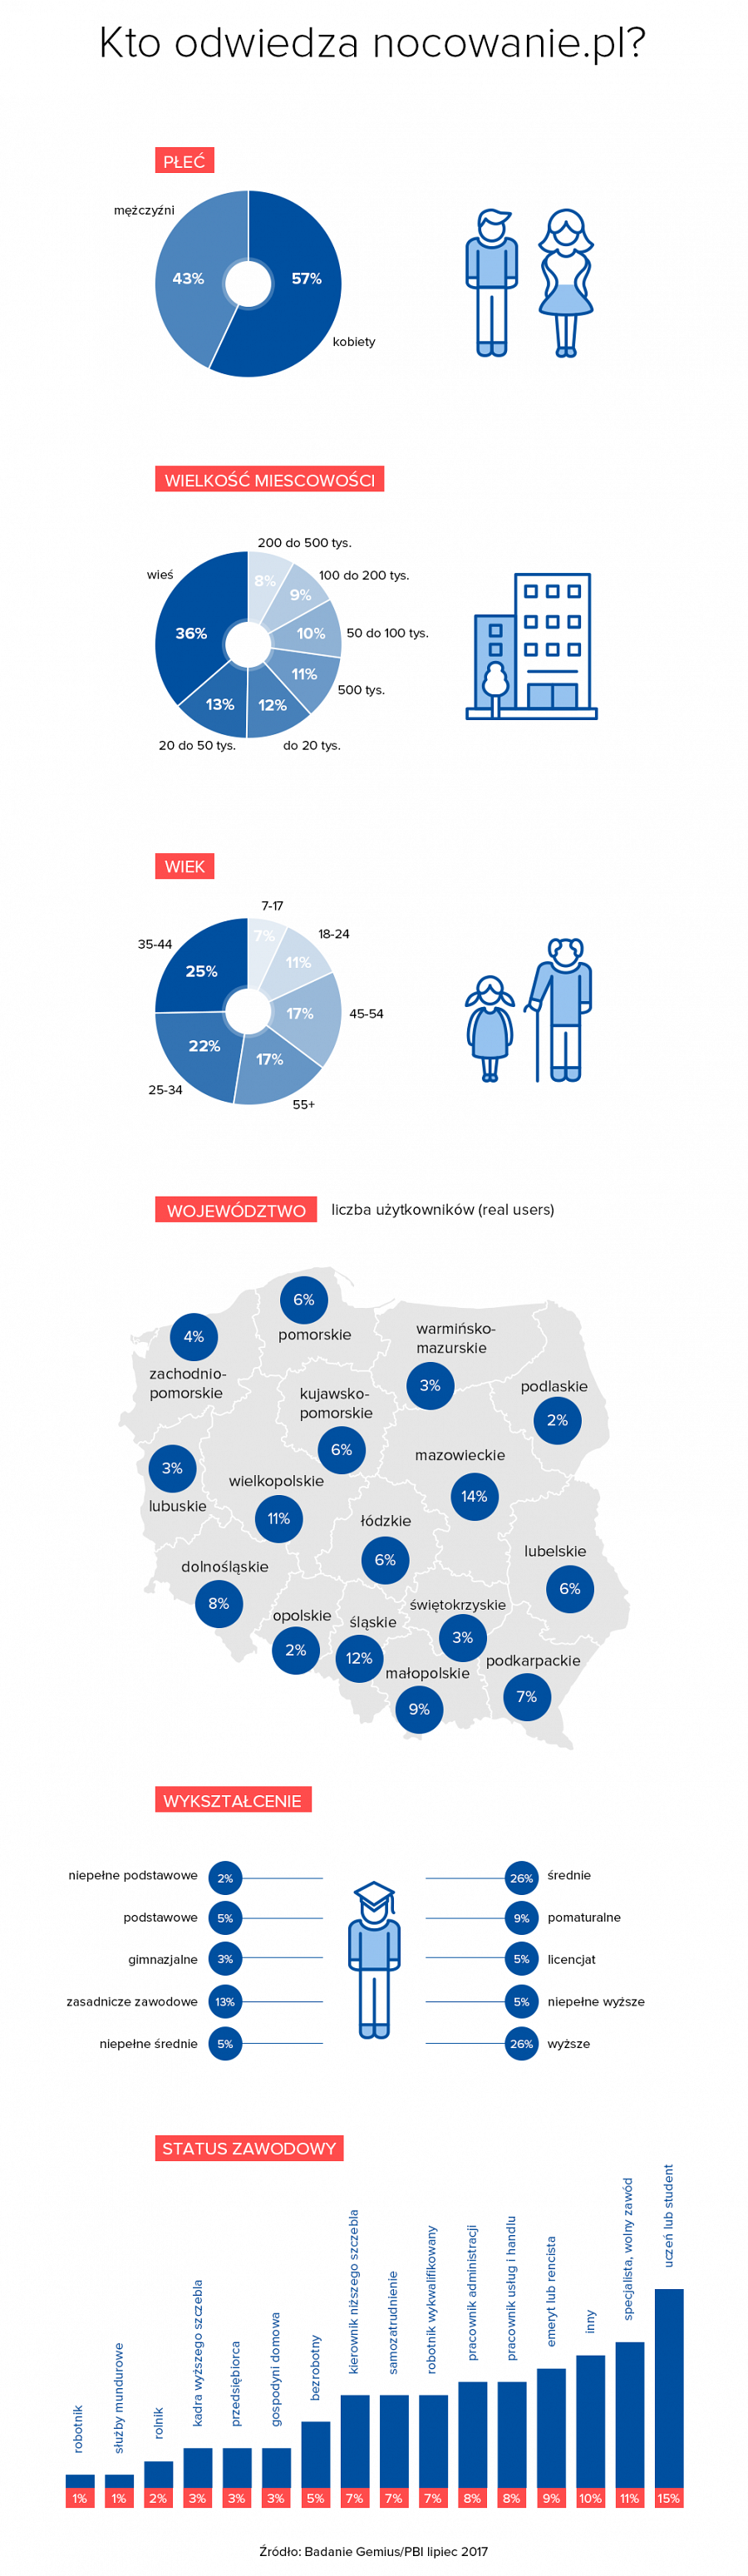 Kto odwiedza nocowanie.pl?
PŁEĆ
mężczyźni
43%
57%
kobiety
WIELKOŚĆ MIESCOWOŚCI
200 do 500 tys.
wieś
100 do 200 tys.
8%
9%
36%
10%
50 do 100 tys.
11%
500 tys.
13%
12%
20 do 50 tys.
do 20 tys.
WIEK
7-17
35-44
7%
18-24
25%
11%
17%
45-54
22%
17%
25-34
55+
WOJEWÓDZTWO
liczba użytkowników (real users)
6%
pomorskie
4%
zachodnio-
pomorskie
warmińsko-
mazurskie
3%
podlaskie
2%
kujawsko-
pomorskie
6%
3%
lubuskie
wielkopolskie
11%
mazowieckie
14%
łódzkie
6%
lubelskie
6%
dolnośląskie
8%
opolskie
2%
śląskie
12%
świętokrzyskie
3%
małopolskie
9%
podkarpackie
7%
WYKSZTAŁCENIE
niepełne podstawowe 2%
podstawowe 5%
gimnazjalne 3%
zasadnicze zawodowe 13%
niepełne średnie 5%
26% średnie
9% pomaturalne
5% licencjat
5% niepełne wyższe
26% wyższe
STATUS ZAWODOWY
robotnik
służby mundurowe
rolnik
kadra wyższego szczebla
przedsiębiorca
gospodyni domowa
bezrobotny
kierownik niższego szczebla
samozatrudnienie
robotnik wykwalifikowany
pracownik administracji
pracownik usług i handlu
emeryt lub rencista
inny
specjalista, wolny zawód
uczeń lub student
1% 1% 2% 3% 3% 3% 5% 7% 7% 7% 8% 8% 9% 10% 11% 15%
Źródło: Badanie Gemius/PBI lipiec 2017